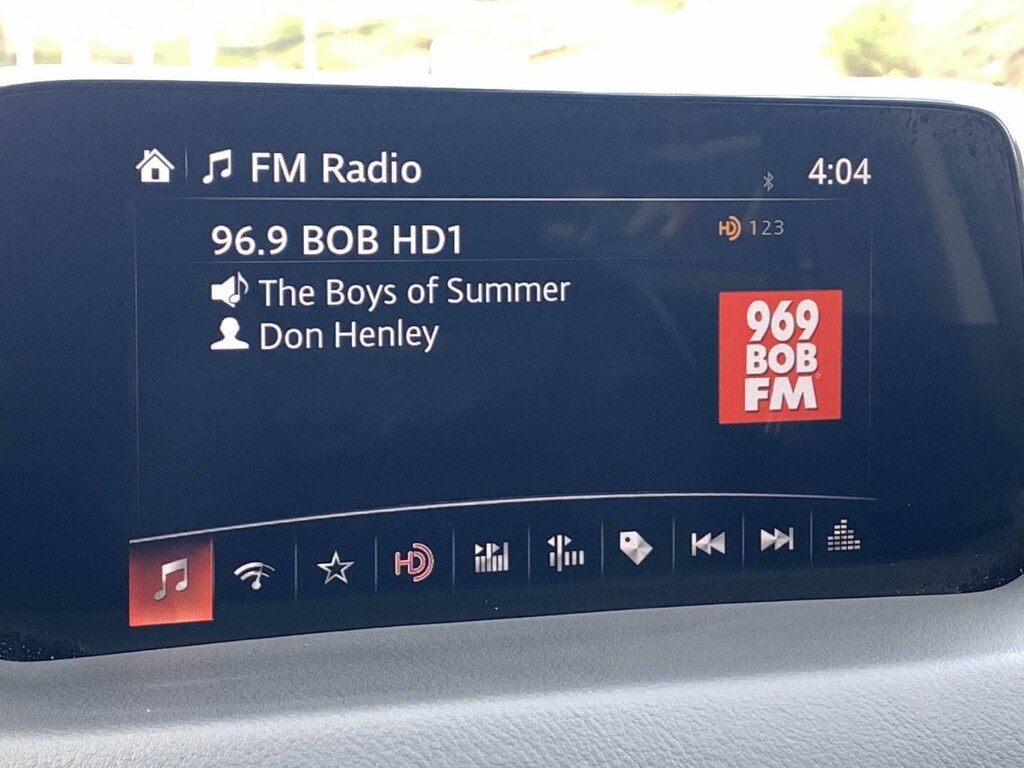 FM Radio
4:04
96.9 BOB HD1
HD 123
The Boys of Summer
Don Henley
969
BOB
FM
HD